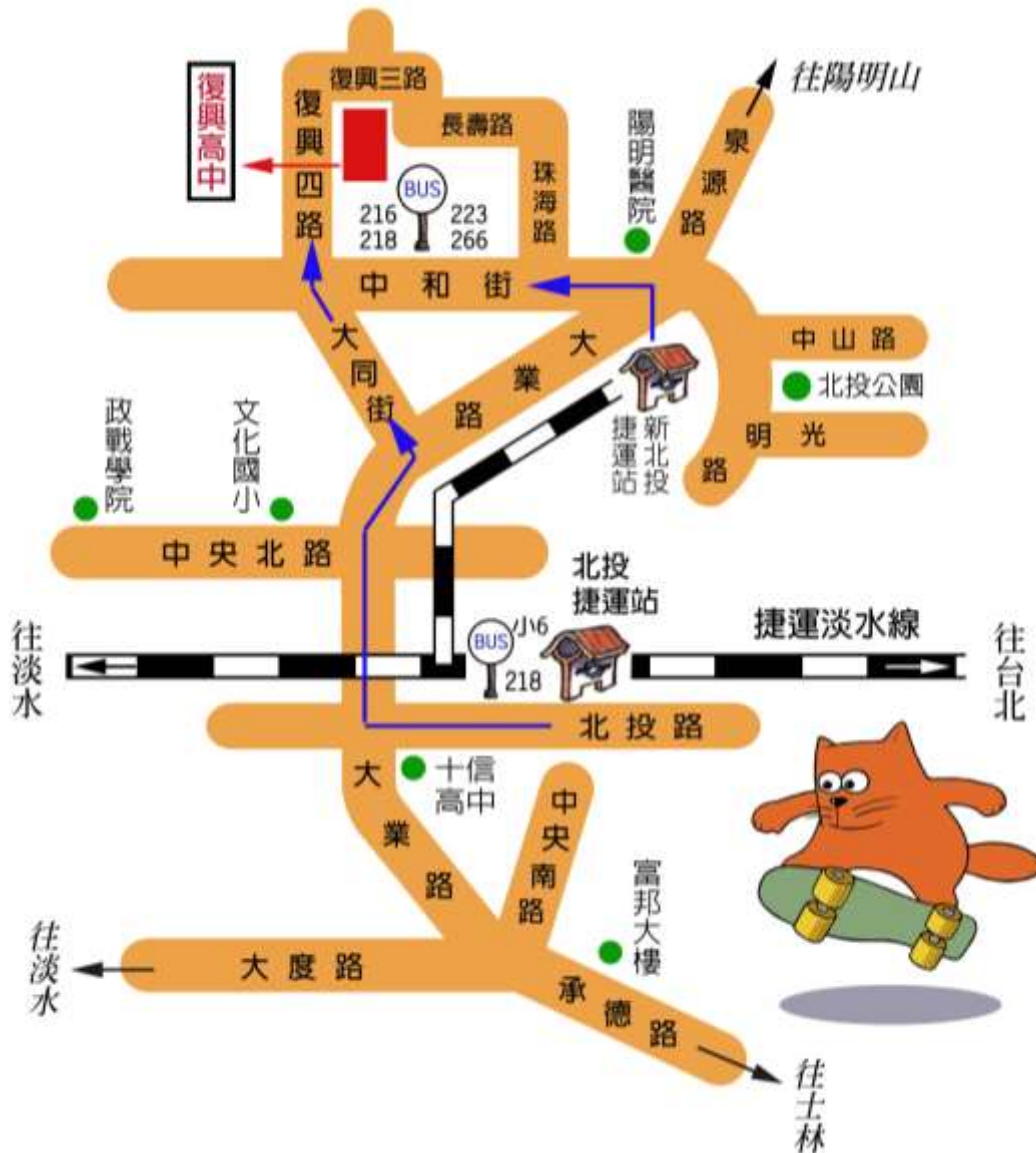 往陽明山
復興三路
復興高中
復興四路
長壽路
陽明醫院
泉源路
珠海路
BUS
216 223
218 266
中和街
大同街
大業路
中山路
北投公園
新北投
捷運站
明光路
政戰學院
文化國小
中央北路
北投
捷運站
捷運淡水線
往淡水
BUS
小6
218
往台北
北投路
十信
高中
大業路
中央南路
富邦大樓
往淡水
大度路
承德路
往士林